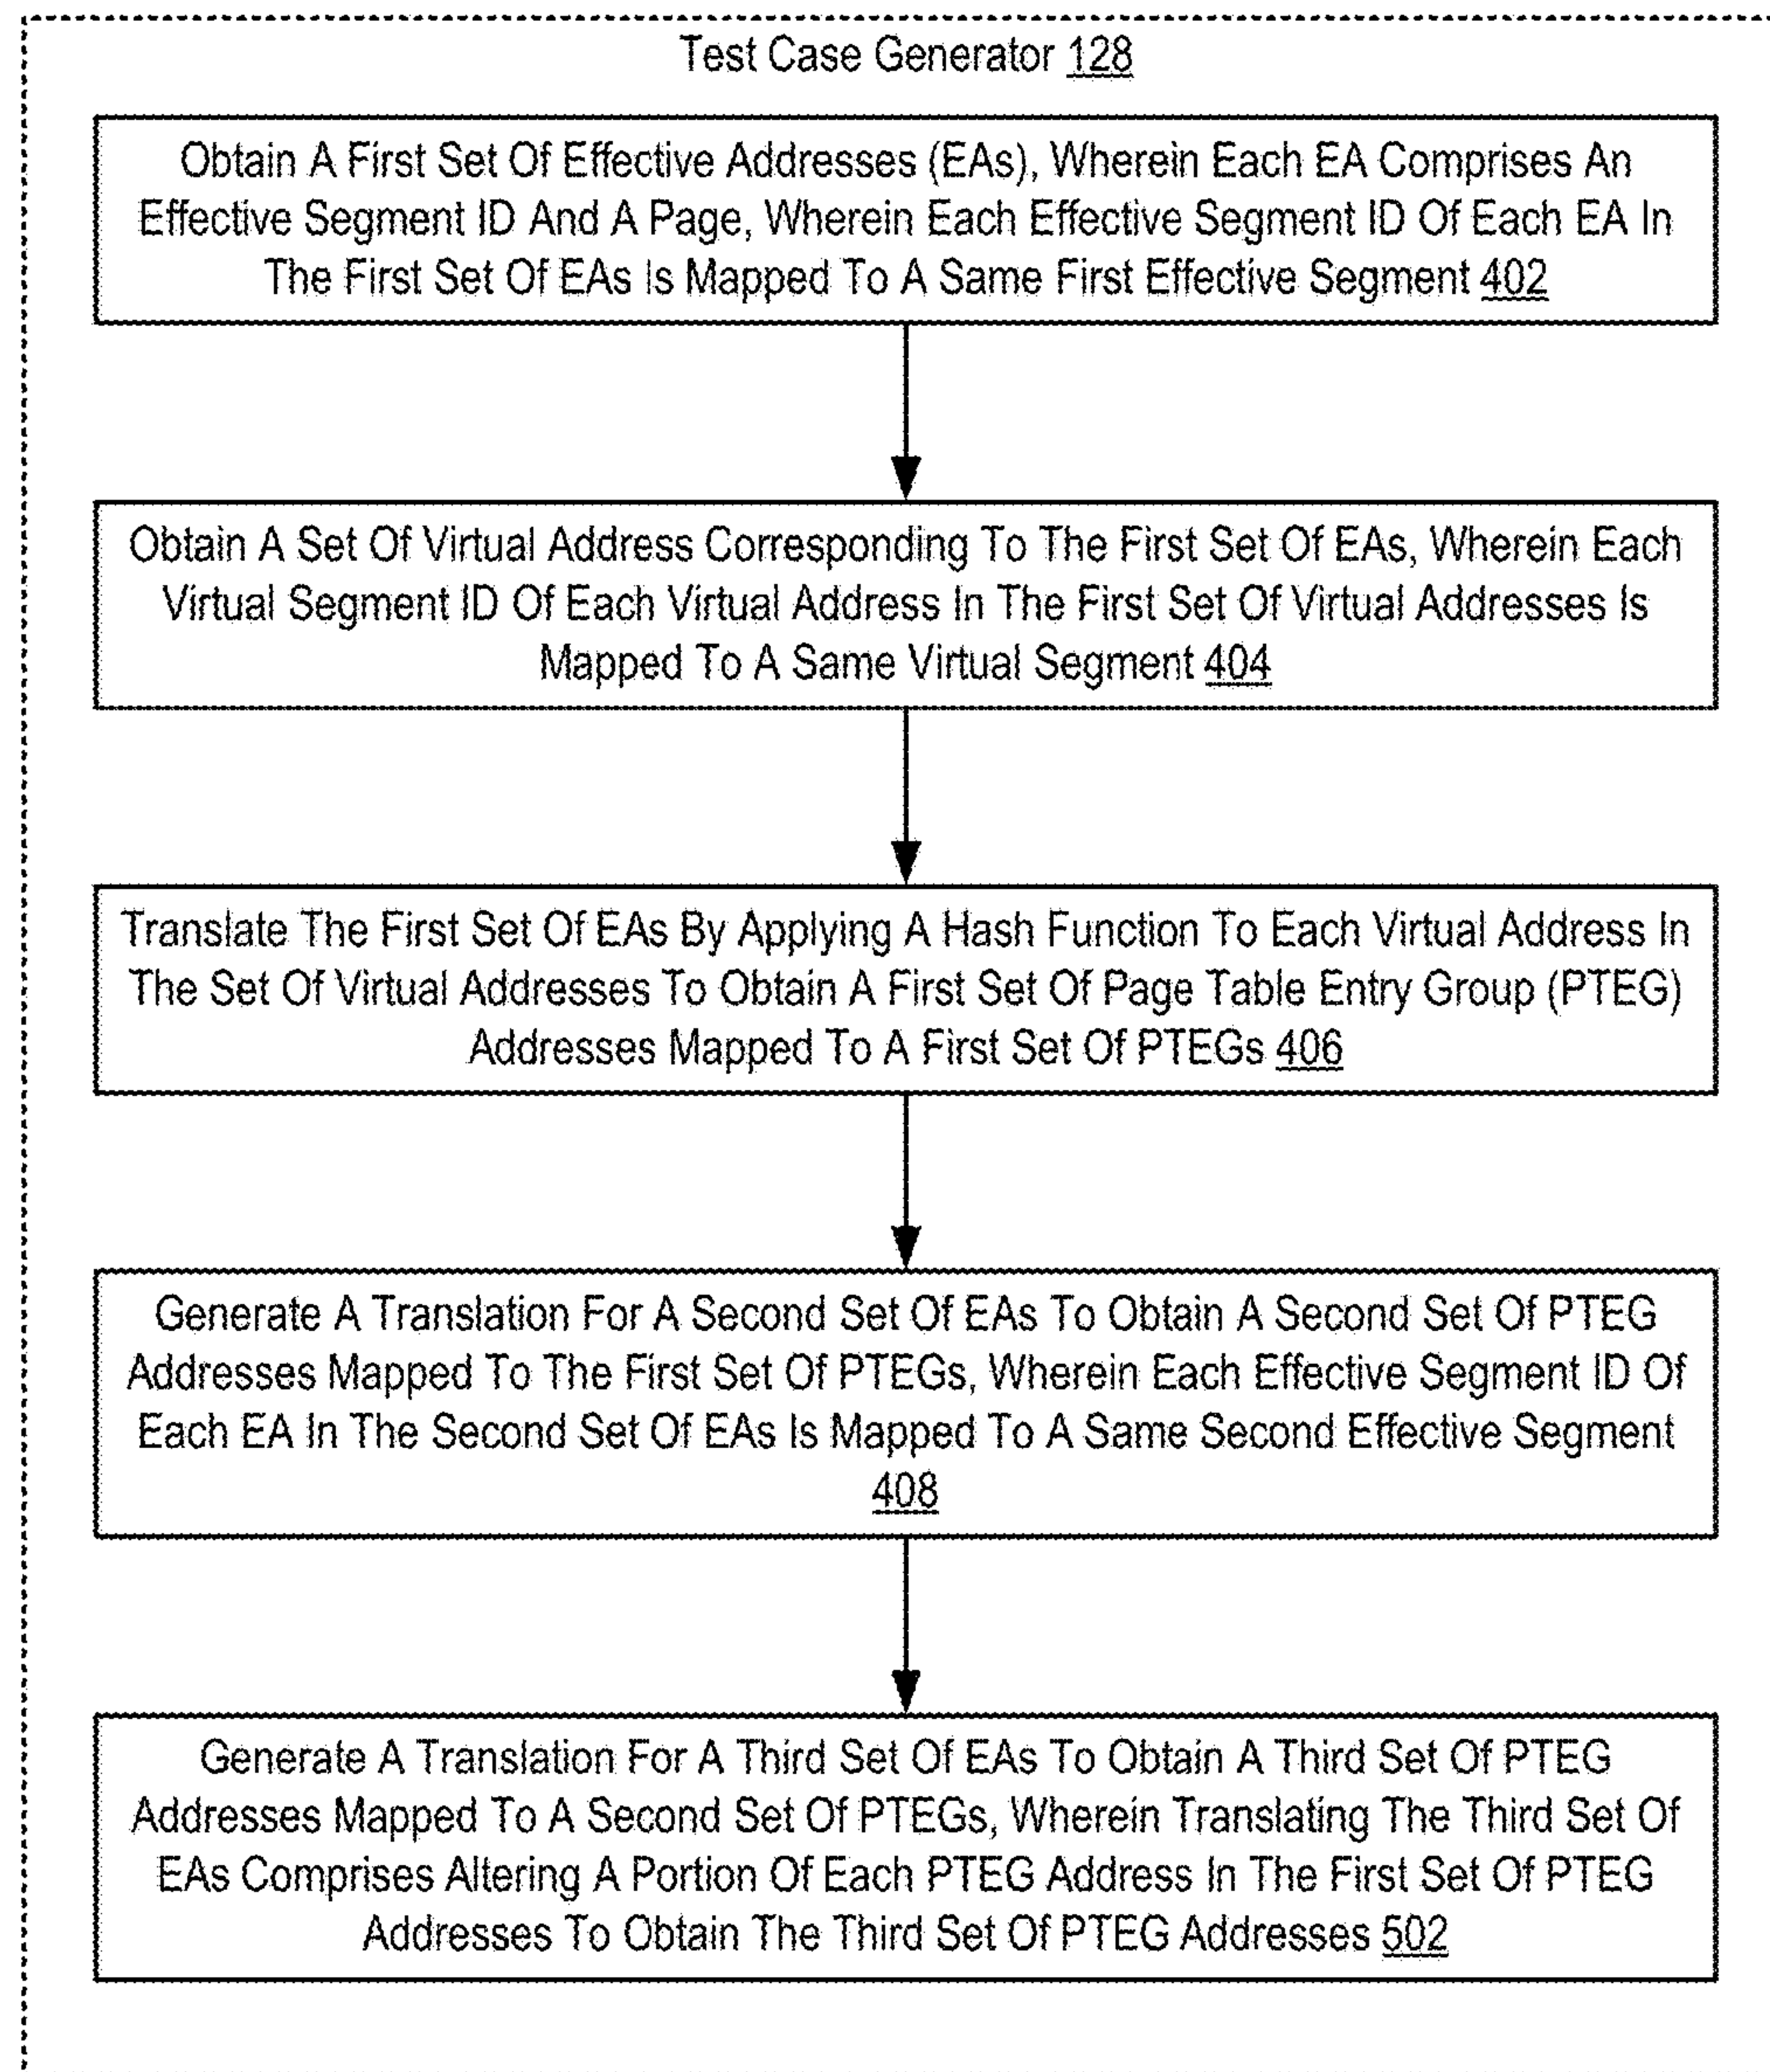 Test Case Generator 128
Obtain A First Set Of Effective Addresses (EAs), Wherein Each EA Comprises An
Effective Segment ID And A Page, Wherein Each Effective Segment ID Of Each EA In
The First Set Of EAs Is Mapped To A Same First Effective Segment 402
Obtain A Set Of Virtual Address Corresponding To The First Set Of EAs, Wherein Each
Virtual Segment ID Of Each Virtual Address In The First Set Of Virtual Addresses Is
Mapped To A Same Virtual Segment 404
Translate The First Set Of EAs By Applying A Hash Function To Each Virtual Address In
The Set Of Virtual Addresses To Obtain A First Set Of Page Table Entry Group (PTEG)
Addresses Mapped To A First Set Of PTEGs 406
Generate A Translation For A Second Set Of EAs To Obtain A Second Set Of PTEG
Addresses Mapped To The First Set Of PTEGs, Wherein Each Effective Segment ID Of
Each EA In The Second Set Of EAs Is Mapped To A Same Second Effective Segment
408
Generate A Translation For A Third Set Of EAs To Obtain A Third Set Of PTEG
Addresses Mapped To A Second Set Of PTEGs, Wherein Translating The Third Set Of
EAs Comprises Altering A Portion Of Each PTEG Address In The First Set Of PTEG
Addresses To Obtain The Third Set Of PTEG Addresses 502